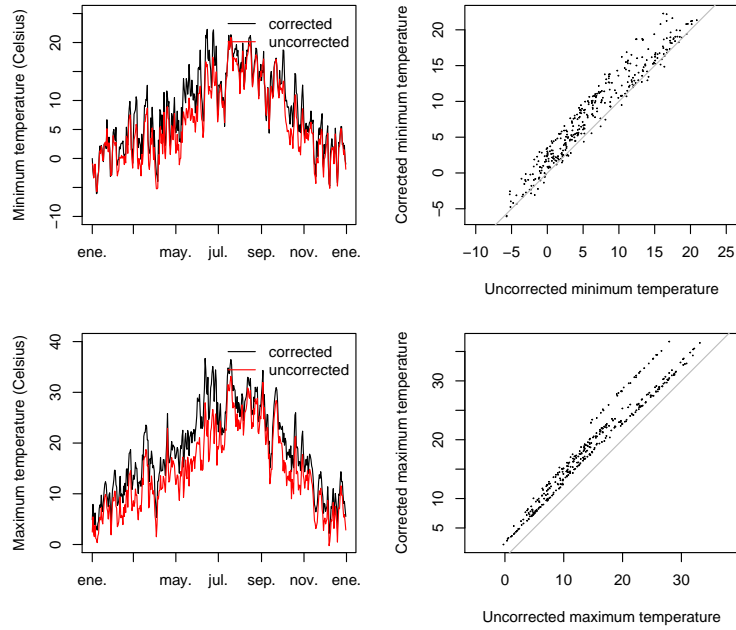 Minimum temperature (Celsius)
−10
0
5
10
15
20
corrected
uncorrected
ene.
may.
jul.
sep.
nov.
ene.
Corrected minimum temperature
−5
0
5
10
15
20
−10
−5
0
5
10
15
20
25
Uncorrected minimum temperature
Maximum temperature (Celsius)
0
10
20
30
40
corrected
uncorrected
ene.
may.
jul.
sep.
nov.
ene.
Corrected maximum temperature
5
10
15
20
30
0
10
20
30
Uncorrected maximum temperature